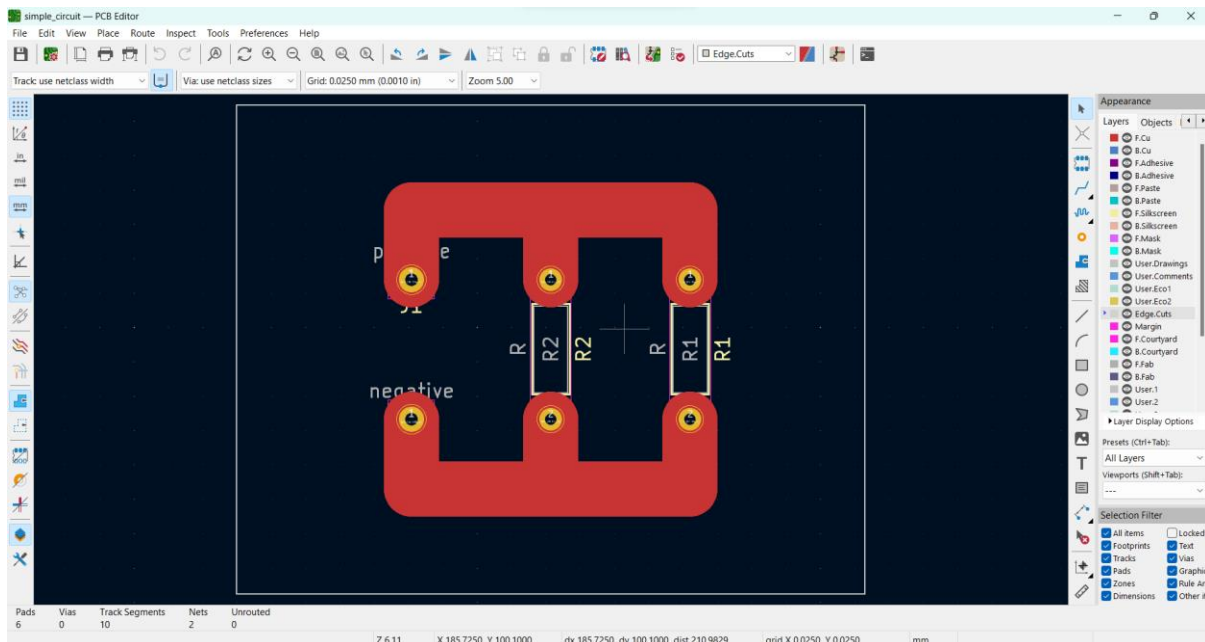 simple_circuit — PCB Editor
File Edit View Place Route Inspect Tools Preferences Help
Edge.Cuts
Track: use netclass width Via: use netclass sizes Grid: 0.0250 mm (0.0010 in) Zoom 5.00
Appearance
Layers Objects
F.Cu
B.Cu
F.Adhesive
B.Adhesive
F.Paste
B.Paste
F.Silkscreen
B.Silkscreen
F.Mask
B.Mask
User.Drawings
User.Comments
User.Eco1
User.Eco2
Edge.Cuts
Margin
F.Courtyard
B.Courtyard
F.Fab
B.Fab
User.1
User.2
Layer Display Options
Presets (Ctrl+Tab):
All Layers
Viewports (Shift+Tab):
---
Selection Filter
All items Locked
Footprints Text
Tracks Vias
Pads
Zones
Dimensions
in
mil
mm
R R2 R2 R R1 R1
negative
Pads Vias Track Segments Nets Unrouted
6 0 10 2 0
Z 6.11 X 185.7250 Y 100.1000 dx 185.7250 dy 100.1000 dist 210.9829 grid X 0.0250 Y 0.0250 mm